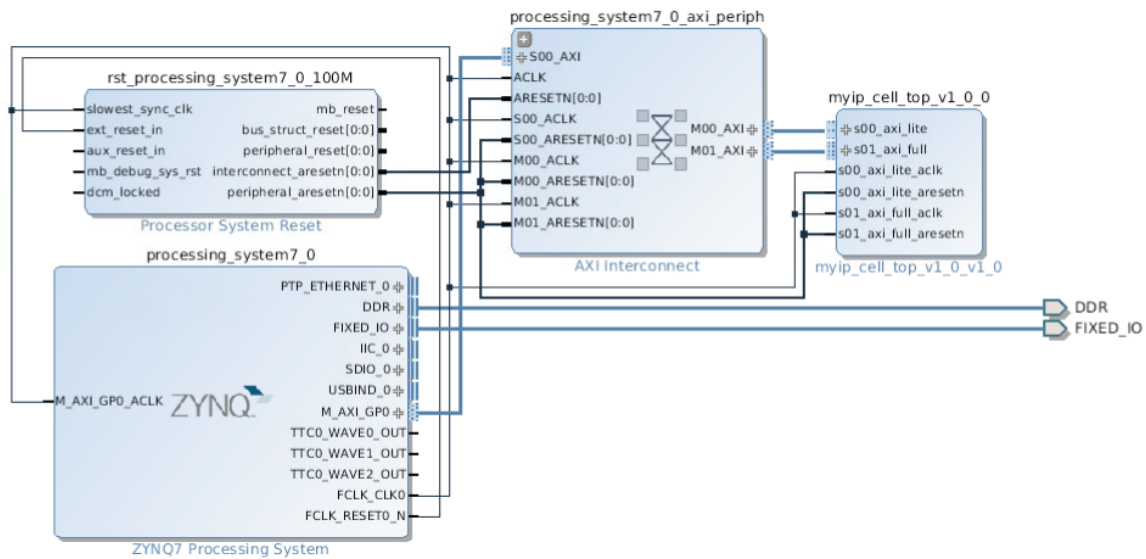 processing_system7_0_axi_periph
S00_AXI
ACLK
ARESETN[0:0]
S00_ACLK
S00_ARESETN[0:0]
M00_ACLK
M00_ARESETN[0:0]
M01_ACLK
M01_ARESETN[0:0]
M00_AXI
M01_AXI
AXI Interconnect
rst_processing_system7_0_100M
slowest_sync_clk
ext_reset_in
aux_reset_in
mb_debug_sys_rst
dcm_locked
mb_reset
bus_struct_reset[0:0]
peripheral_reset[0:0]
interconnect_aresetn[0:0]
peripheral_aresetn[0:0]
Processor System Reset
myip_cell_top_v1_0_0
s00_axi_lite
s01_axi_full
s00_axi_lite_aclk
s00_axi_lite_aresetn
s01_axi_full_aclk
s01_axi_full_aresetn
myip_cell_top_v1_0_v1_0
processing_system7_0
M_AXI_GP0_ACLK
ZYNQ
PTP_ETHERNET_0
DDR
FIXED_IO
IIC_0
SDIO_0
USBIND_0
M_AXI_GP0
TTC0_WAVE0_OUT
TTC0_WAVE1_OUT
TTC0_WAVE2_OUT
FCLK_CLK0
FCLK_RESET0_N
ZYNQ7 Processing System
DDR
FIXED_IO